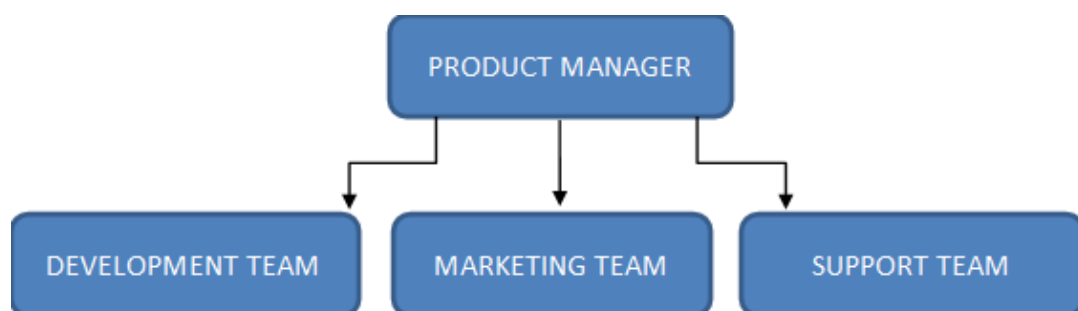 PRODUCT MANAGER
DEVELOPMENT TEAM
MARKETING TEAM
SUPPORT TEAM